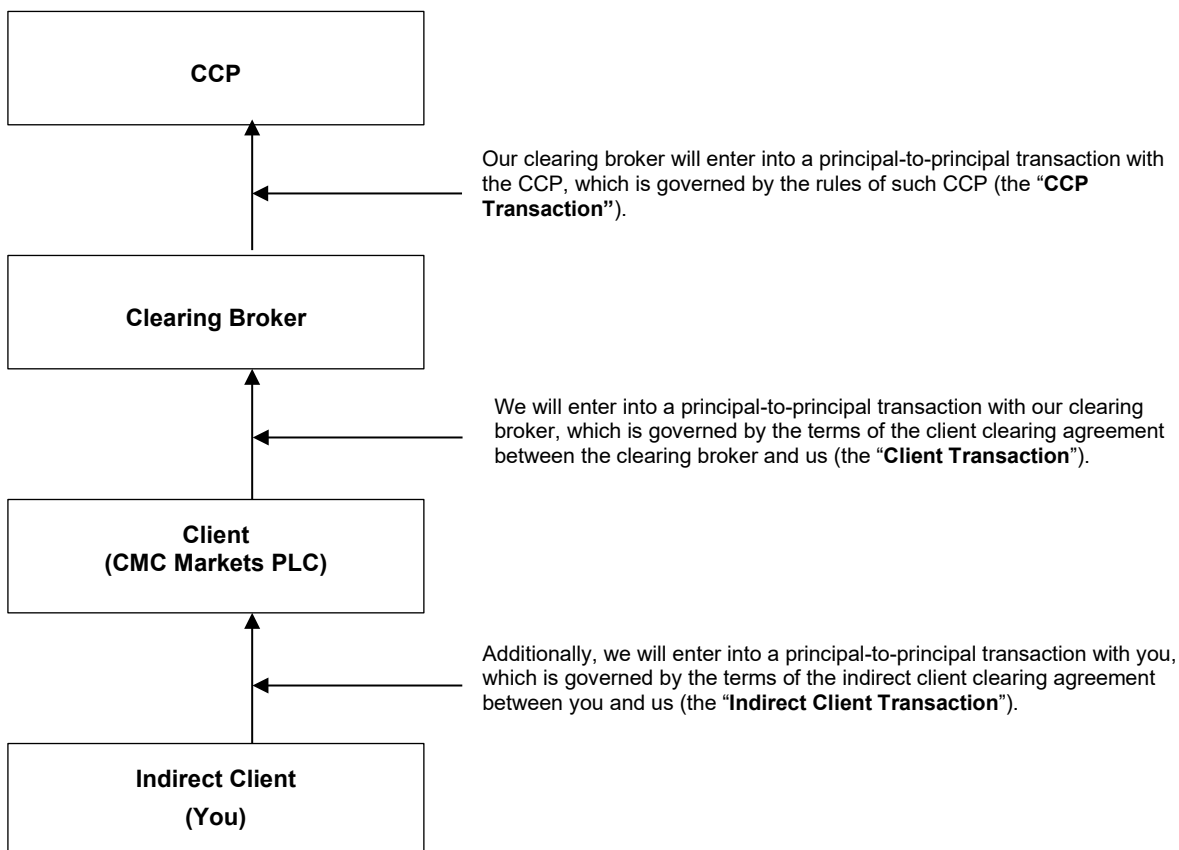 CCP
Our clearing broker will enter into a principal-to-principal transaction with
the CCP, which is governed by the rules of such CCP (the “CCP
Transaction”).
Clearing Broker
We will enter into a principal-to-principal transaction with our clearing
broker, which is governed by the terms of the client clearing agreement
between the clearing broker and us (the “Client Transaction”).
Client
(CMC Markets PLC)
Additionally, we will enter into a principal-to-principal transaction with you,
which is governed by the terms of the indirect client clearing agreement
between you and us (the “Indirect Client Transaction”).
Indirect Client
(You)